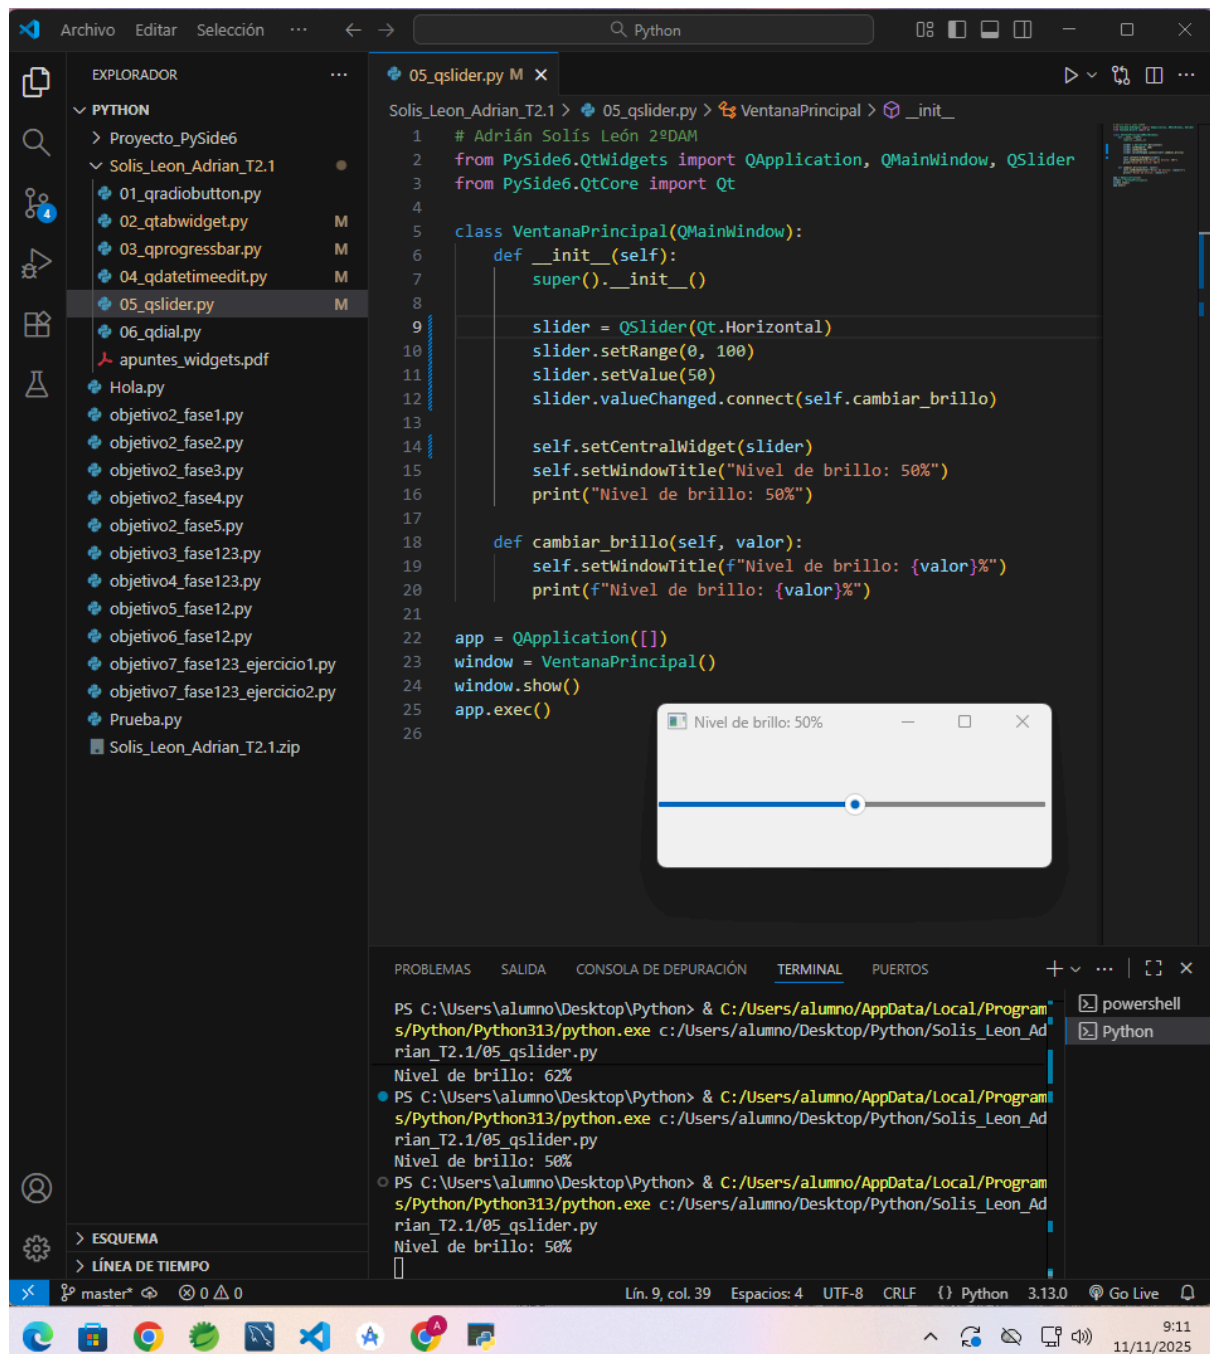 Archivo Editar Selección ··· Python
EXPLORADOR ···
PYTHON
Proyecto_PySide6
Solis_Leon_Adrian_T2.1
01_qradiobutton.py
02_qtabwidget.py M
03_qprogressbar.py M
04_qdatetimeedit.py M
05_qslider.py M
06_qdial.py
apuntes_widgets.pdf
Hola.py
objetivo2_fase1.py
objetivo2_fase2.py
objetivo2_fase3.py
objetivo2_fase4.py
objetivo2_fase5.py
objetivo3_fase123.py
objetivo4_fase123.py
objetivo5_fase12.py
objetivo6_fase12.py
objetivo7_fase123_ejercicio1.py
objetivo7_fase123_ejercicio2.py
Prueba.py
Solis_Leon_Adrian_T2.1.zip
ESQUEMA
LÍNEA DE TIEMPO
4
05_qslider.py M
Solis_Leon_Adrian_T2.1 > 05_qslider.py > VentanaPrincipal > __init__
1 # Adrián Solís León 2ºDAM
2 from PySide6.QtWidgets import QApplication, QMainWindow, QSlider
3 from PySide6.QtCore import Qt
4
5 class VentanaPrincipal(QMainWindow):
6 def __init__(self):
7 super().__init__()
8
9 slider = QSlider(Qt.Horizontal)
10 slider.setRange(0, 100)
11 slider.setValue(50)
12 slider.valueChanged.connect(self.cambiar_brillo)
13
14 self.setCentralWidget(slider)
15 self.setWindowTitle("Nivel de brillo: 50%")
16 print("Nivel de brillo: 50%")
17
18 def cambiar_brillo(self, valor):
19 self.setWindowTitle(f"Nivel de brillo: {valor}%")
20 print(f"Nivel de brillo: {valor}%")
21
22 app = QApplication([])
23 window = VentanaPrincipal()
24 window.show()
25 app.exec()
26
Nivel de brillo: 50%
PROBLEMAS SALIDA CONSOLA DE DEPURACIÓN TERMINAL PUERTOS
PS C:\Users\alumno\Desktop\Python> & C:/Users/alumno/AppData/Local/Program
s/Python/Python313/python.exe c:/Users/alumno/Desktop/Python/Solis_Leon_Ad
rian_T2.1/05_qslider.py
Nivel de brillo: 62%
PS C:\Users\alumno\Desktop\Python> & C:/Users/alumno/AppData/Local/Program
s/Python/Python313/python.exe c:/Users/alumno/Desktop/Python/Solis_Leon_Ad
rian_T2.1/05_qslider.py
Nivel de brillo: 50%
PS C:\Users\alumno\Desktop\Python> & C:/Users/alumno/AppData/Local/Program
s/Python/Python313/python.exe c:/Users/alumno/Desktop/Python/Solis_Leon_Ad
rian_T2.1/05_qslider.py
Nivel de brillo: 50%
powershell
Python
master* 0 0 Lín. 9, col. 39 Espacios: 4 UTF-8 CRLF {} Python 3.13.0 Go Live
A
9:11
11/11/2025